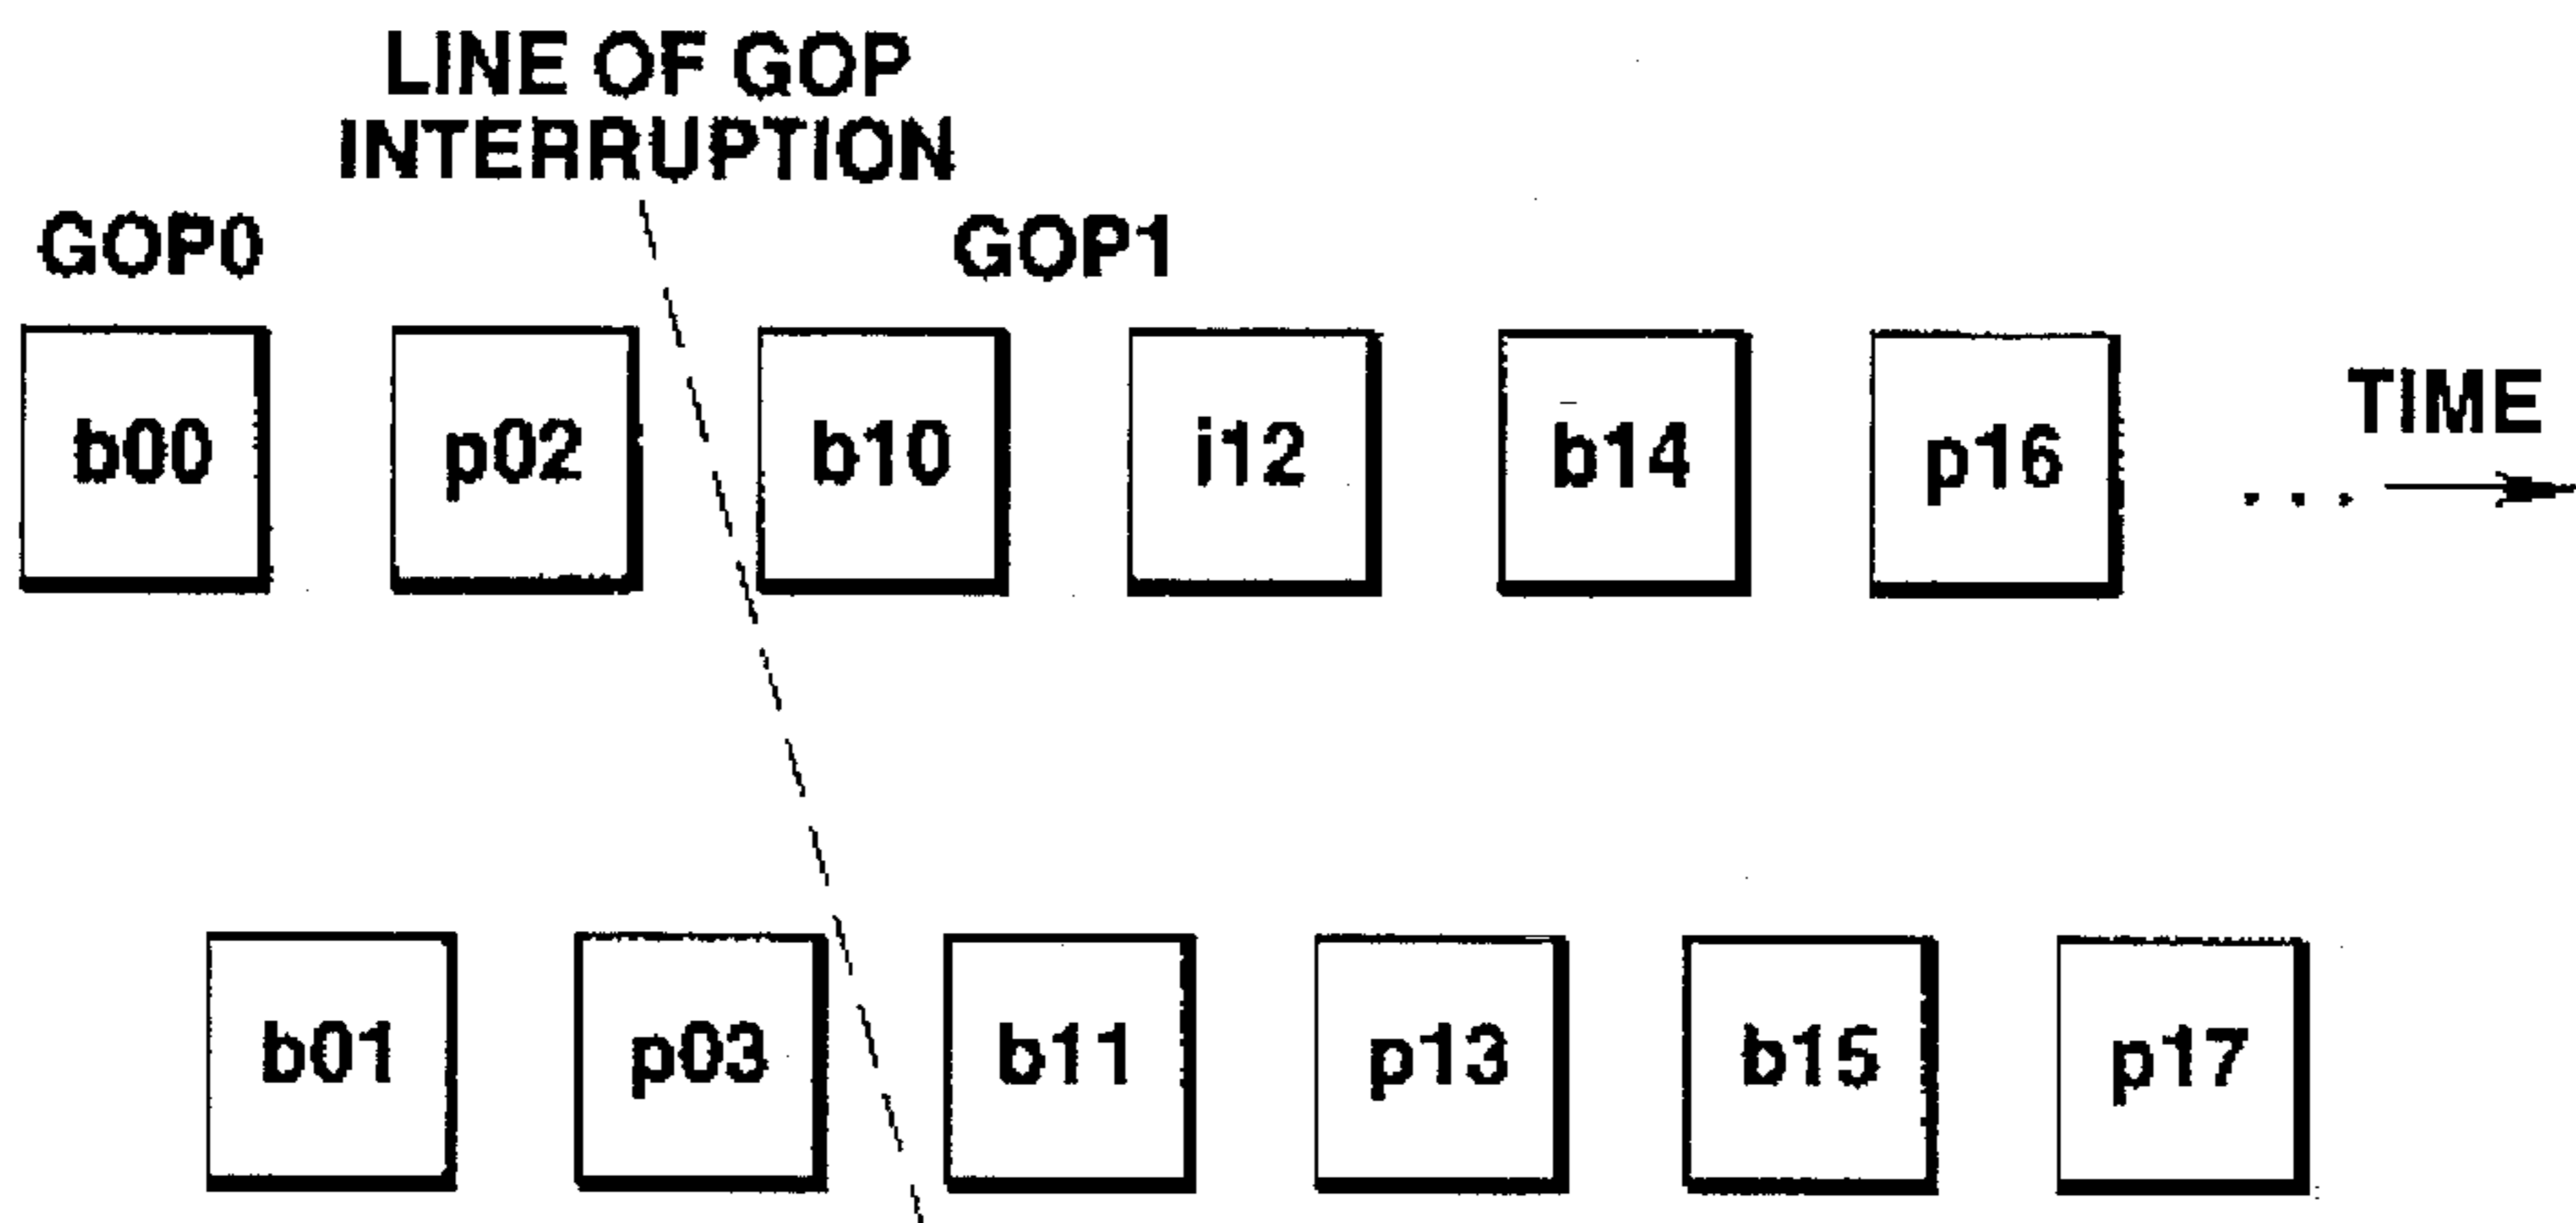 LINE OF GOP
INTERRUPTION
GOP0
GOP1
b00
p02
b10
i12
b14
p16
TIME
...
b01
p03
b11
p13
b15
p17